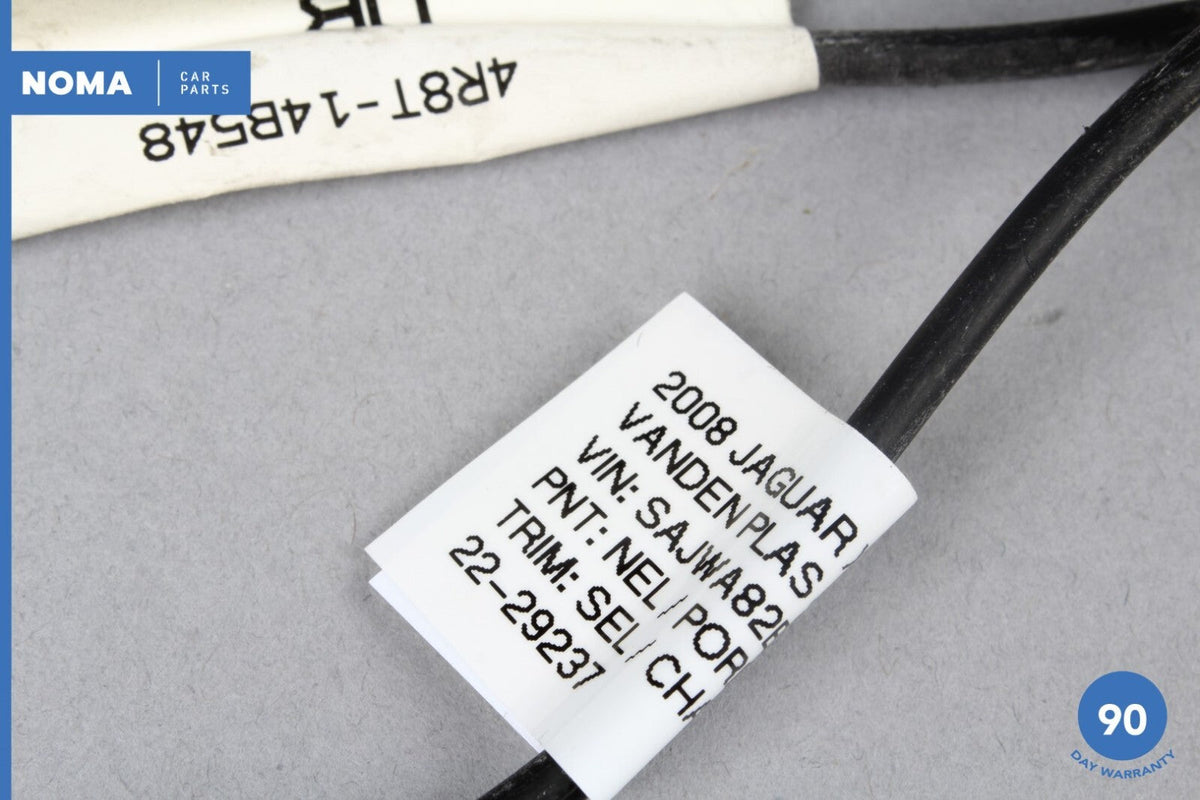 NOMA
CAR
PARTS
4R8T-14B548
2008 JAGUAR
VANDENPLAS
VIN: SAJWA82
PNT: NEL/POR
TRIM: SEL/CHA
22-29237
90
DAY WARRANTY